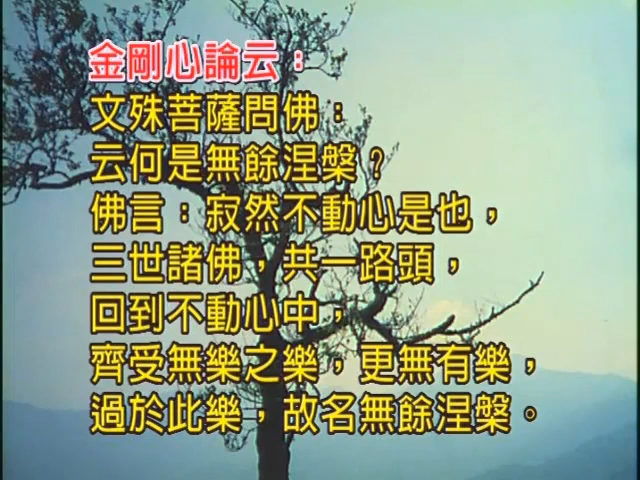 金剛心論云：
文殊菩薩問佛：
云何是無餘涅槃？
佛言：寂然不動心是也，
三世諸佛，共一路頭，
回到不動心中，
齊受無樂之樂，更無有樂，
過於此樂，故名無餘涅槃。